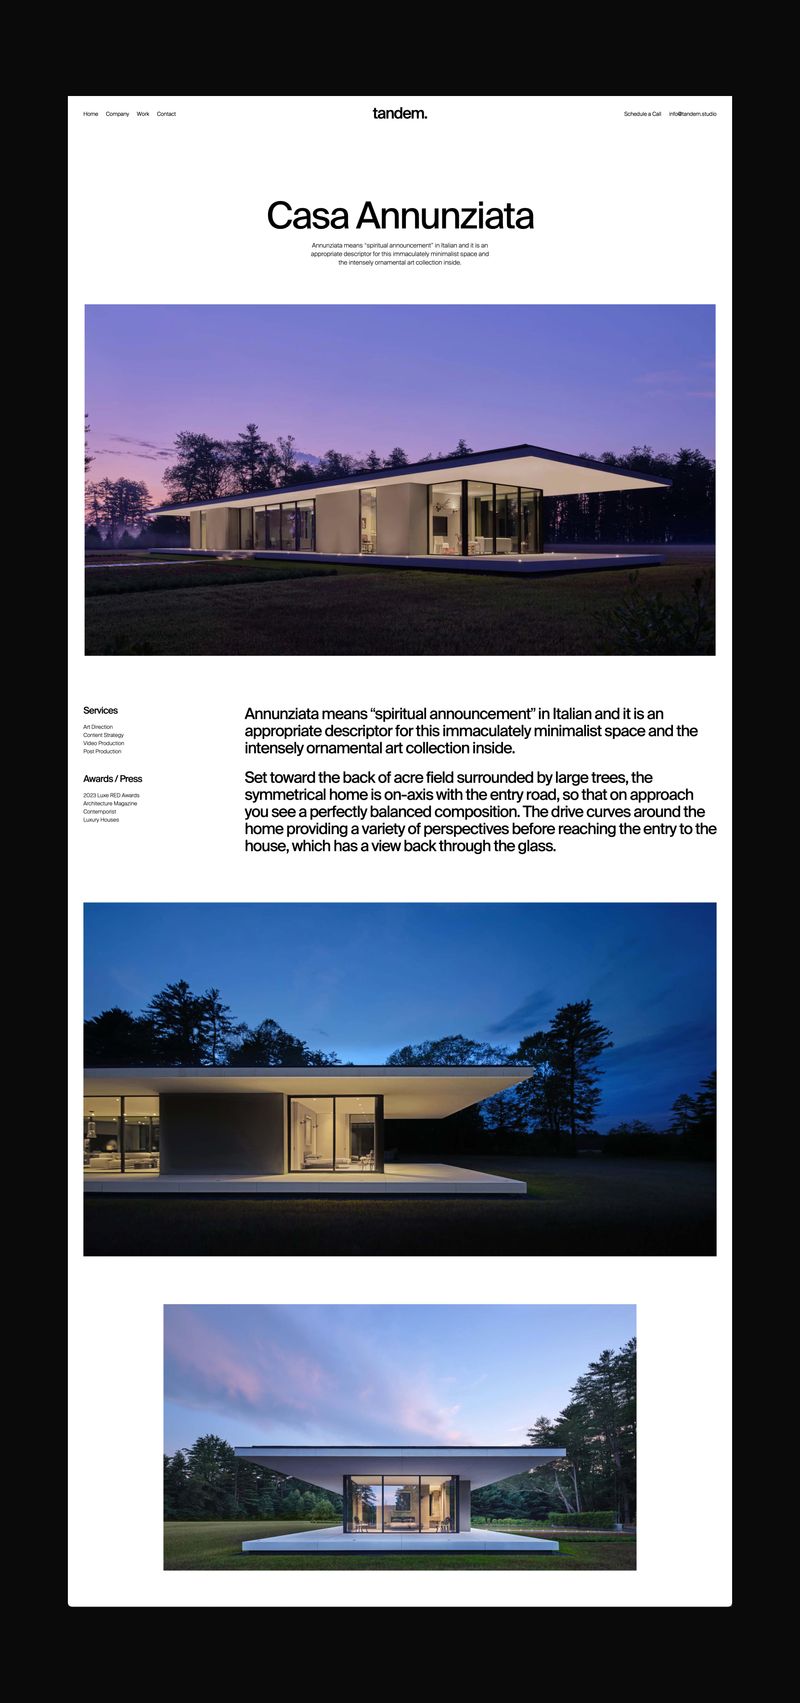 Home Company Work Contact
tandem.
Schedule a Call info@tandem.studio
Casa Annunziata
Annunziata means “spiritual announcement” in Italian and it is an
appropriate descriptor for this immaculately minimalist space and
the intensely ornamental art collection inside.
Services
Art Direction
Content Strategy
Video Production
Post Production
Awards / Press
2023 Luxe RED Awards
Architecture Magazine
Contemporist
Luxury Houses
Annunziata means “spiritual announcement” in Italian and it is an
appropriate descriptor for this immaculately minimalist space and the
intensely ornamental art collection inside.
Set toward the back of acre field surrounded by large trees, the
symmetrical home is on-axis with the entry road, so that on approach
you see a perfectly balanced composition. The drive curves around the
home providing a variety of perspectives before reaching the entry to the
house, which has a view back through the glass.